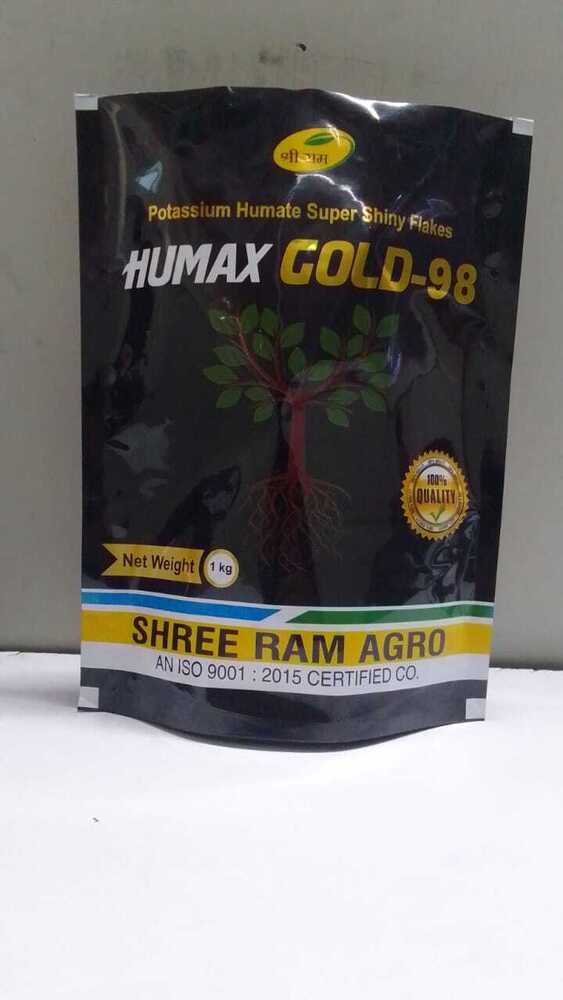 श्री राम
Potassium Humate Super Shiny Flakes
HUMAX GOLD-98
100%
QUALITY
Net Weight 1 kg
SHREE RAM AGRO
AN ISO 9001 : 2015 CERTIFIED CO.